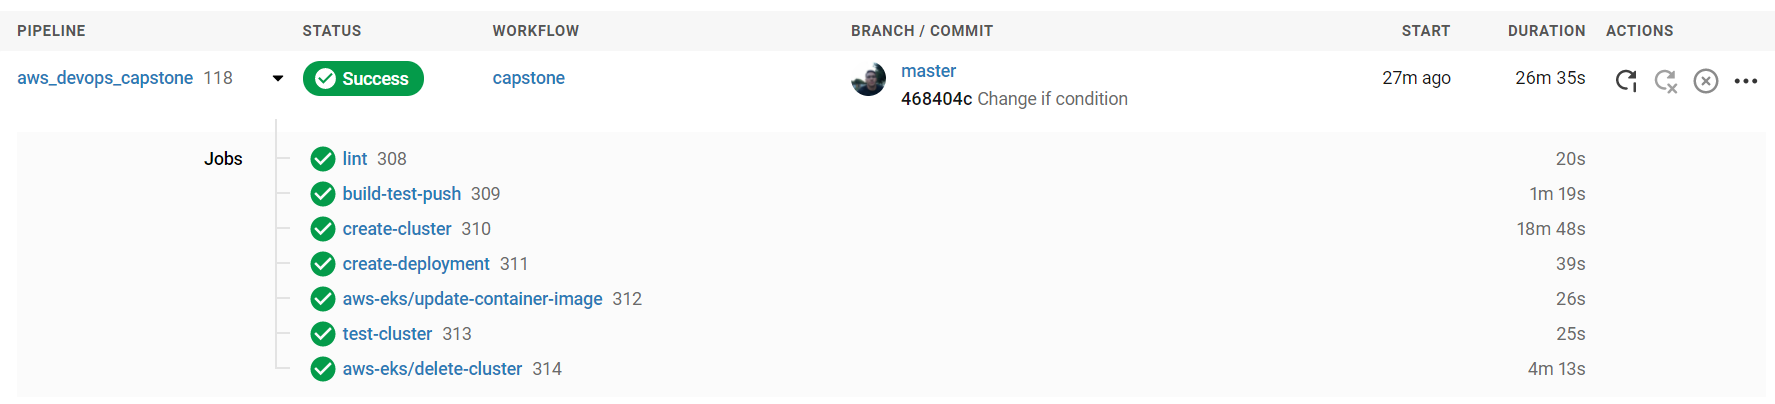 PIPELINE STATUS WORKFLOW BRANCH / COMMIT START DURATION ACTIONS
aws_devops_capstone 118 Success capstone master 27m ago 26m 35s
468404c Change if condition
Jobs lint 308 20s
build-test-push 309 1m 19s
create-cluster 310 18m 48s
create-deployment 311 39s
aws-eks/update-container-image 312 26s
test-cluster 313 25s
aws-eks/delete-cluster 314 4m 13s